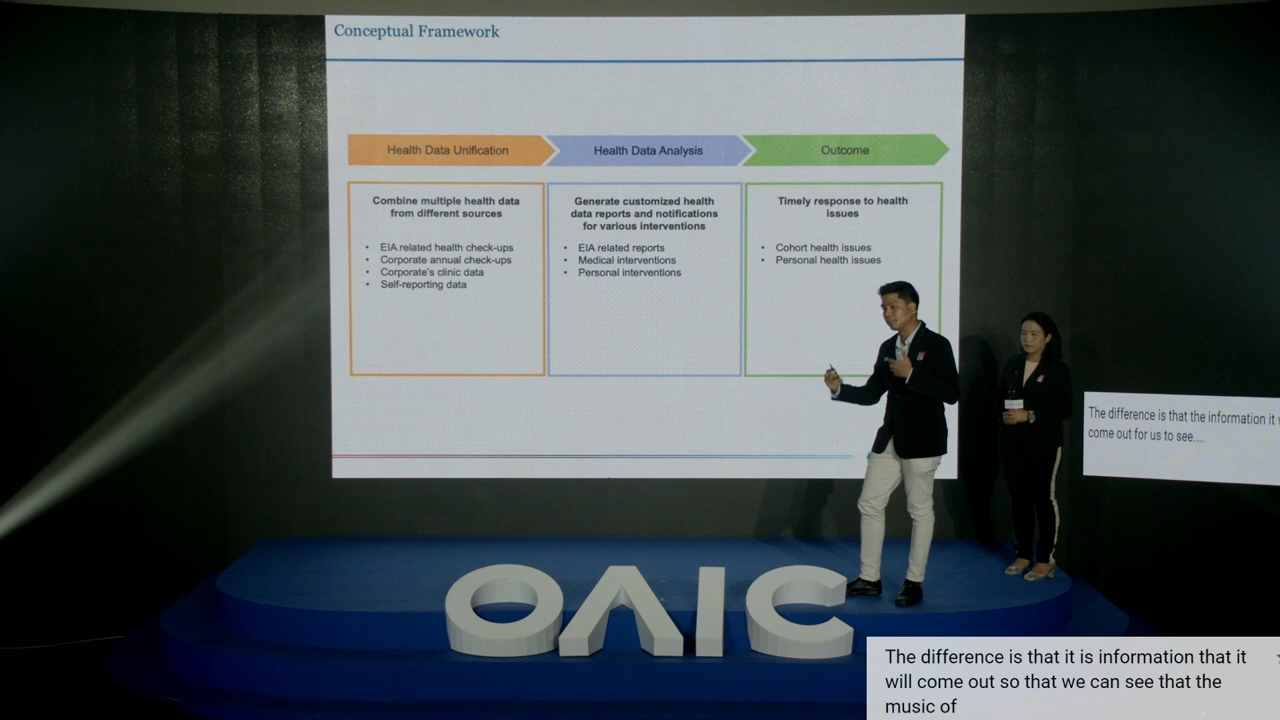 Conceptual Framework
Health Data Unification
Health Data Analysis
Outcome
Combine multiple health data
from different sources
• EIA related health check-ups
• Corporate annual check-ups
• Corporate's clinic data
• Self-reporting data
Generate customized health
data reports and notifications
for various interventions
• EIA related reports
• Medical interventions
• Personal interventions
Timely response to health
issues
• Cohort health issues
• Personal health issues
The difference is that the information it
come out for us to see....
OAIC
The difference is that it is information that it
will come out so that we can see that the
music of